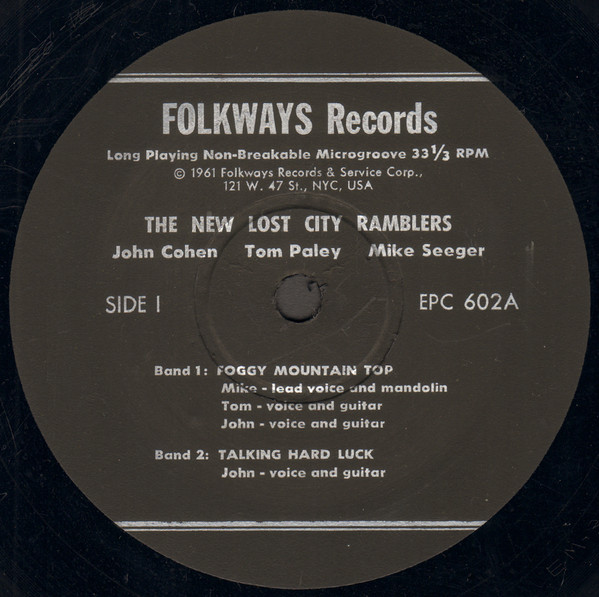 FOLKWAYS Records
Long Playing Non-Breakable Microgroove 33 1/3 RPM
© 1961 Folkways Records & Service Corp.,
121 W. 47 St., NYC, USA
THE NEW LOST CITY RAMBLERS
John Cohen Tom Paley Mike Seeger
SIDE I EPC 602A
Band 1: FOGGY MOUNTAIN TOP
Mike - lead voice and mandolin
Tom - voice and guitar
John - voice and guitar
Band 2: TALKING HARD LUCK
John - voice and guitar